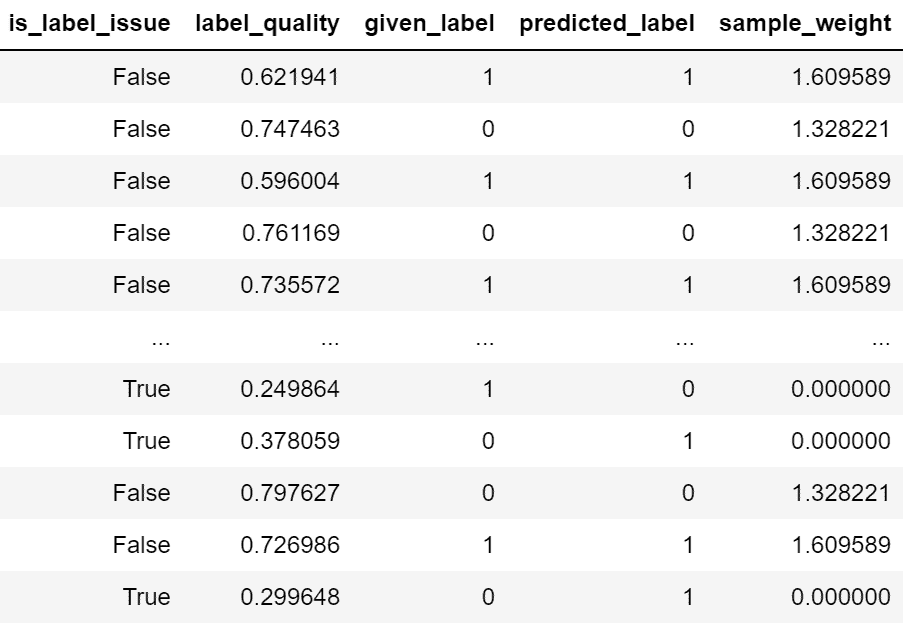 is_label_issue label_quality given_label predicted_label sample_weight
False 0.621941 1 1 1.609589
False 0.747463 0 0 1.328221
False 0.596004 1 1 1.609589
False 0.761169 0 0 1.328221
False 0.735572 1 1 1.609589
... ... ... ... ...
True 0.249864 1 0 0.000000
True 0.378059 0 1 0.000000
False 0.797627 0 0 1.328221
False 0.726986 1 1 1.609589
True 0.299648 0 1 0.000000